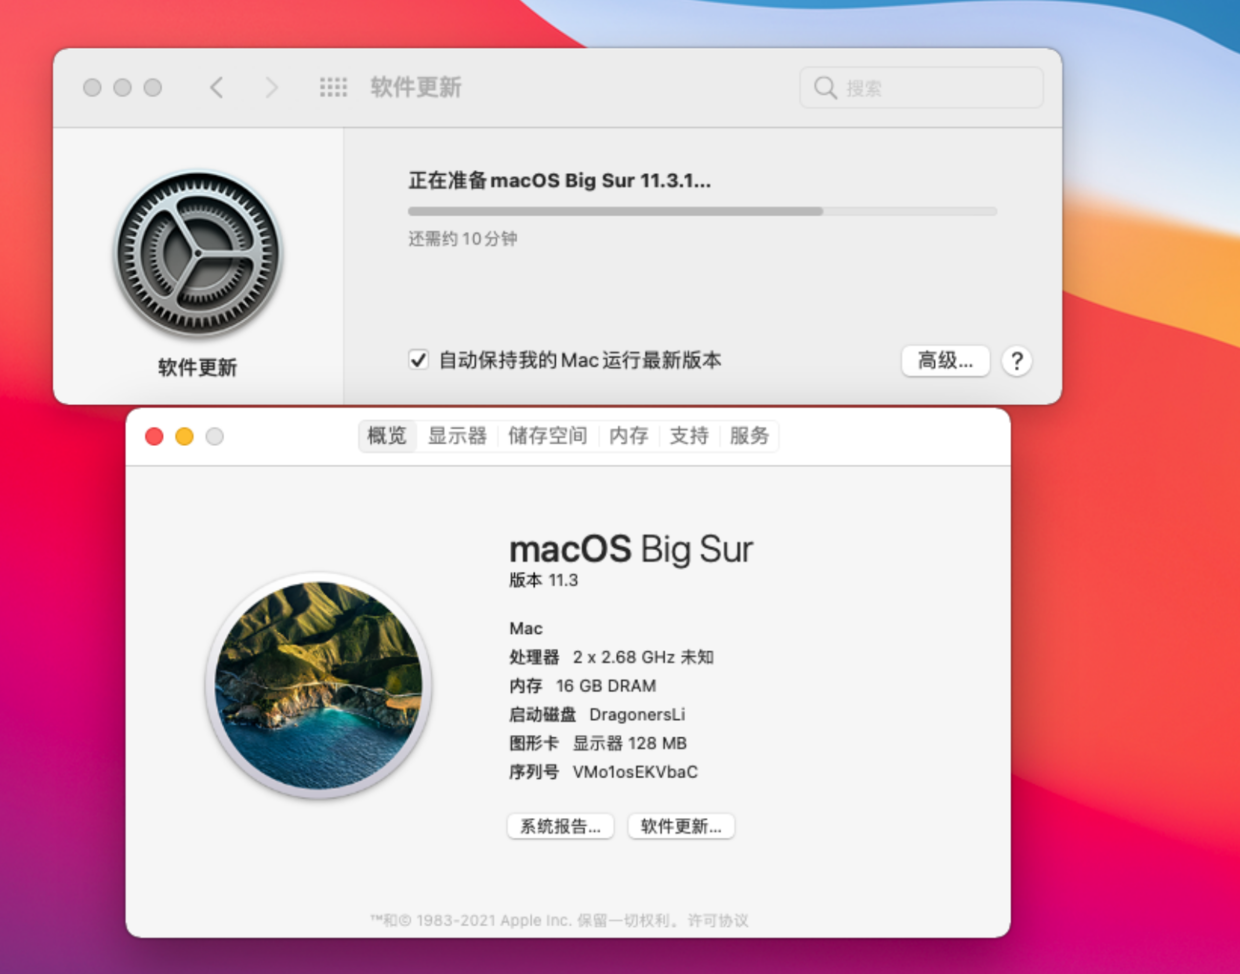 软件更新
搜索
正在准备macOS Big Sur 11.3.1...
还需约 10 分钟
软件更新
自动保持我的 Mac 运行最新版本
高级...
?
概览 显示器 储存空间 内存 支持 服务
macOS Big Sur
版本 11.3
Mac
处理器 2 x 2.68 GHz 未知
内存 16 GB DRAM
启动磁盘 DragonersLi
图形卡 显示器 128 MB
序列号 VMo1osEKVbaC
系统报告... 软件更新...
™和© 1983-2021 Apple Inc. 保留一切权利。 许可协议